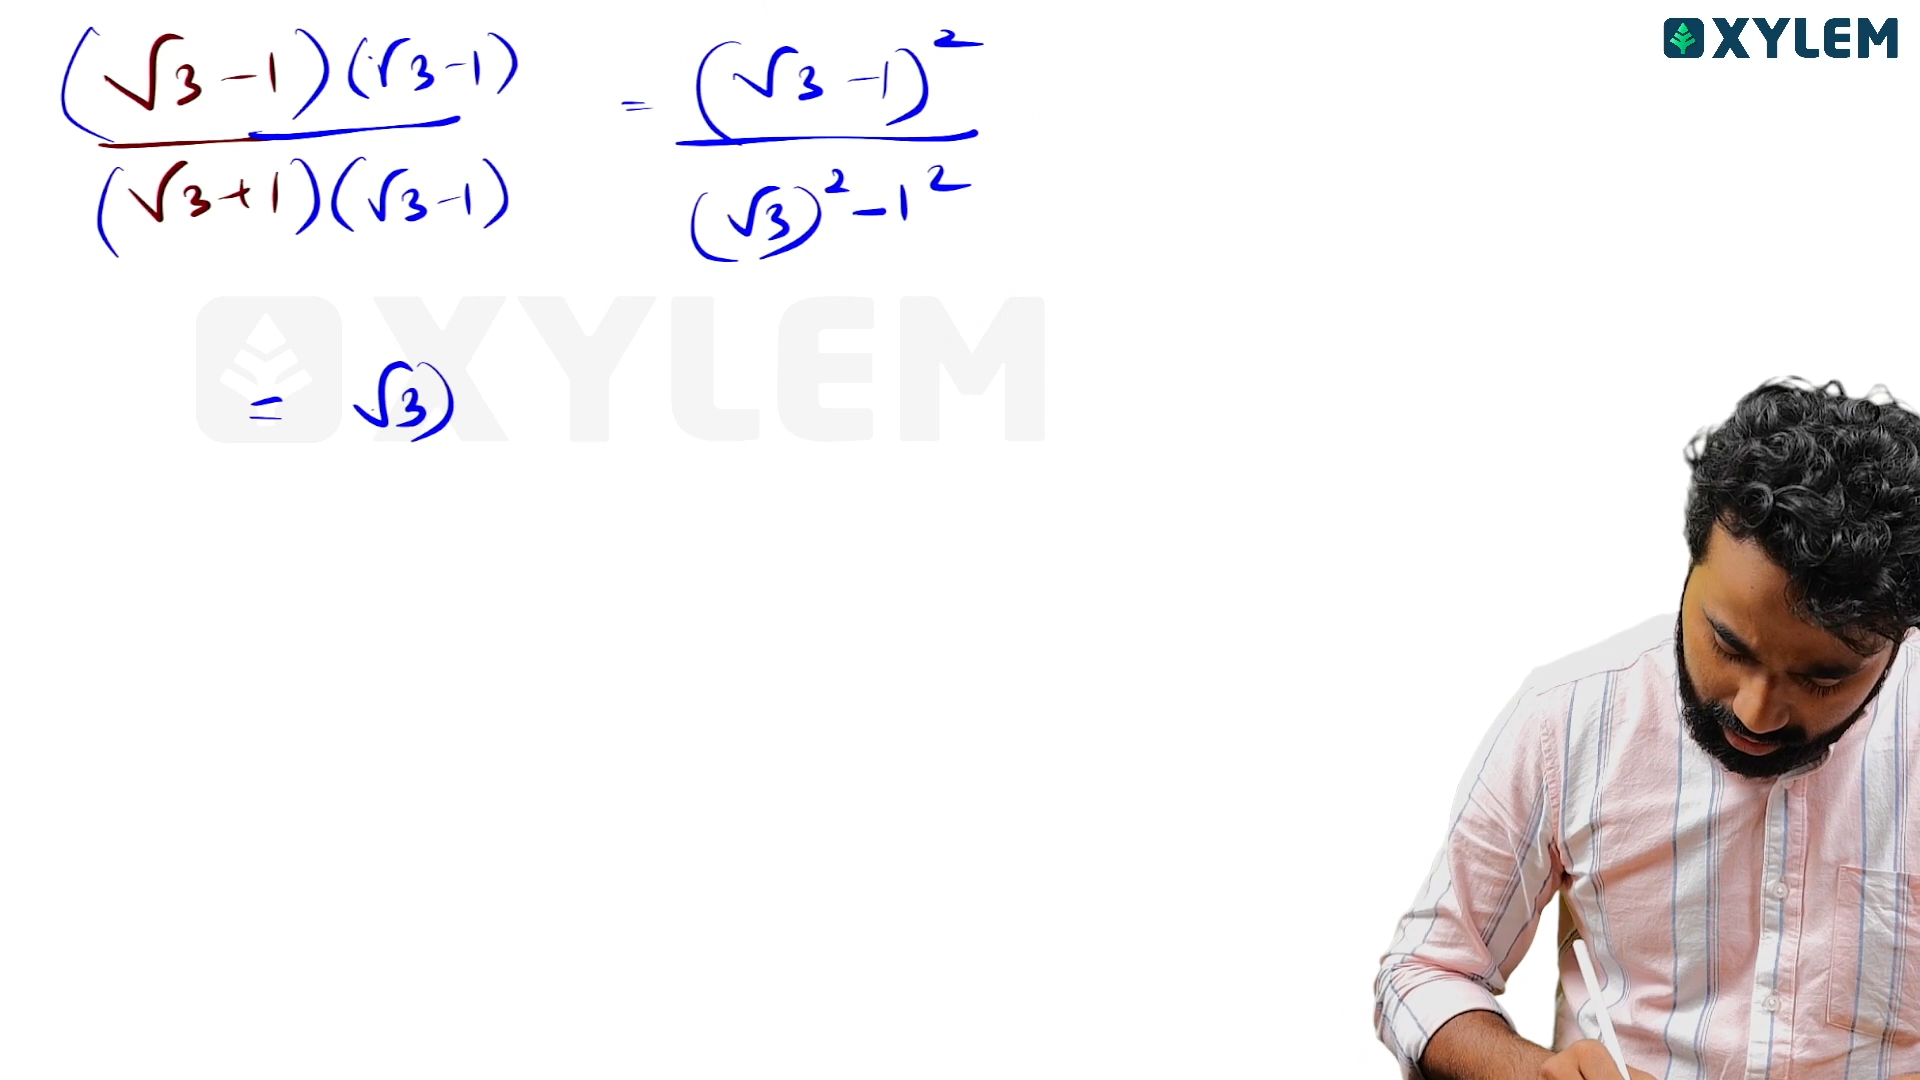 XYLEM
(√3-1)(√3-1) / (√3+1)(√3-1) = (√3-1)² / (√3)²-1²
XYLEM
= √3)